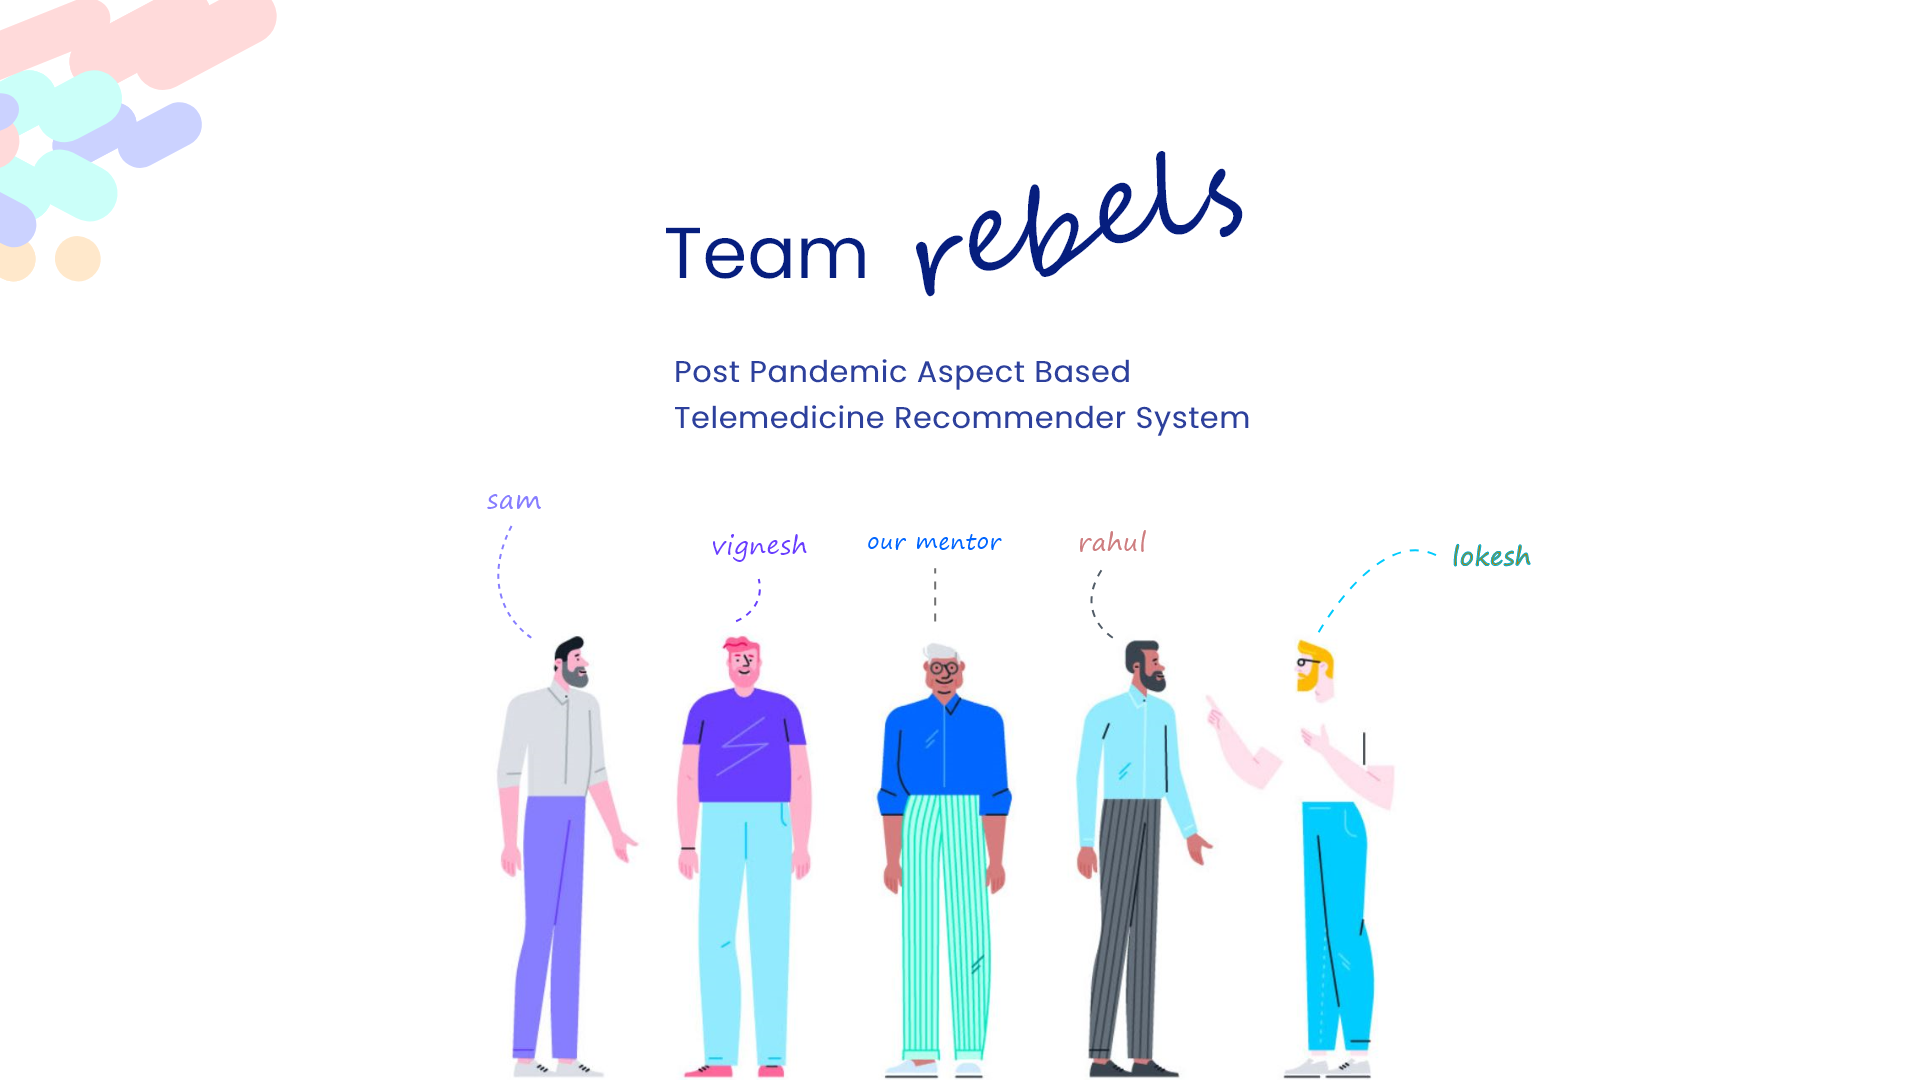 Team rebels
Post Pandemic Aspect Based
Telemedicine Recommender System
sam
vignesh
our mentor
rahul
lokesh